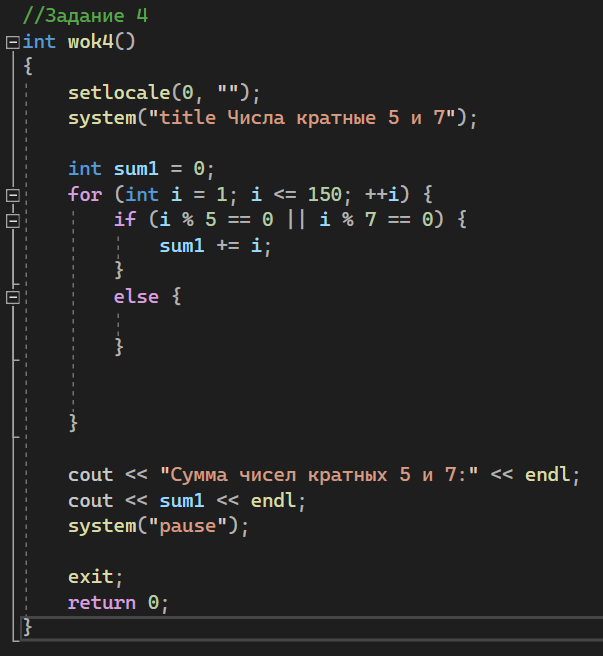 //Задание 4
int wok4()
{
setlocale(0, "");
system("title Числа кратные 5 и 7");
int sum1 = 0;
for (int i = 1; i <= 150; ++i) {
if (i % 5 == 0 || i % 7 == 0) {
sum1 += i;
}
else {
}
}
cout << "Сумма чисел кратных 5 и 7:" << endl;
cout << sum1 << endl;
system("pause");
exit;
return 0;
}